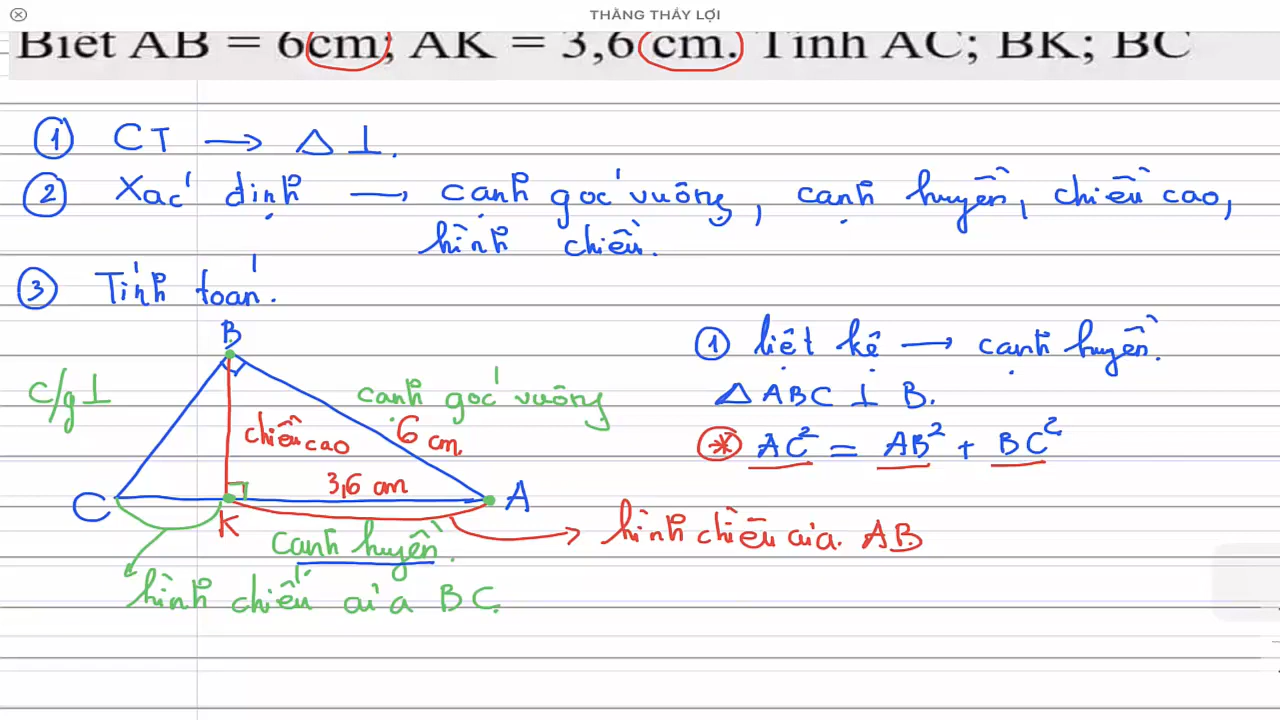 THẰNG THẦY LỢI
Biết AB = 6cm; AK = 3,6 cm. Tính AC; BK; BC
① CT → △ ⊥.
② Xác định → cạnh góc vuông, cạnh huyền, chiều cao,
hình chiếu.
③ Tính toán.
B
C/g ⊥
cạnh góc vuông
chiều cao
6 cm
3,6 cm
C
K
A
cạnh huyền.
hình chiếu của AB
hình chiếu của BC
① liệt kê → cạnh huyền.
△ ABC ⊥ B.
* AC² = AB² + BC²